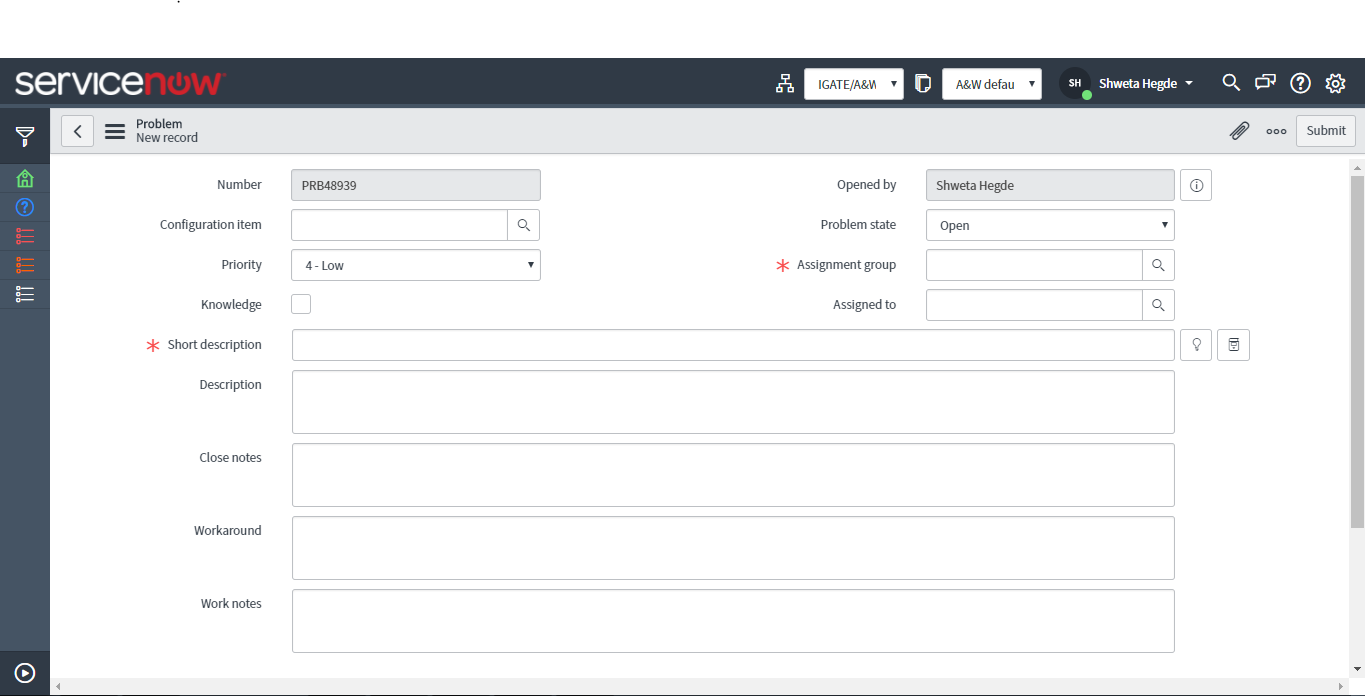 servicenow
IGATE/A&W
A&W defau
SH
Shweta Hegde
Problem
New record
Submit
Number
PRB48939
Opened by
Shweta Hegde
Configuration item
Problem state
Open
Priority
4 - Low
Assignment group
Knowledge
Assigned to
Short description
Description
Close notes
Workaround
Work notes